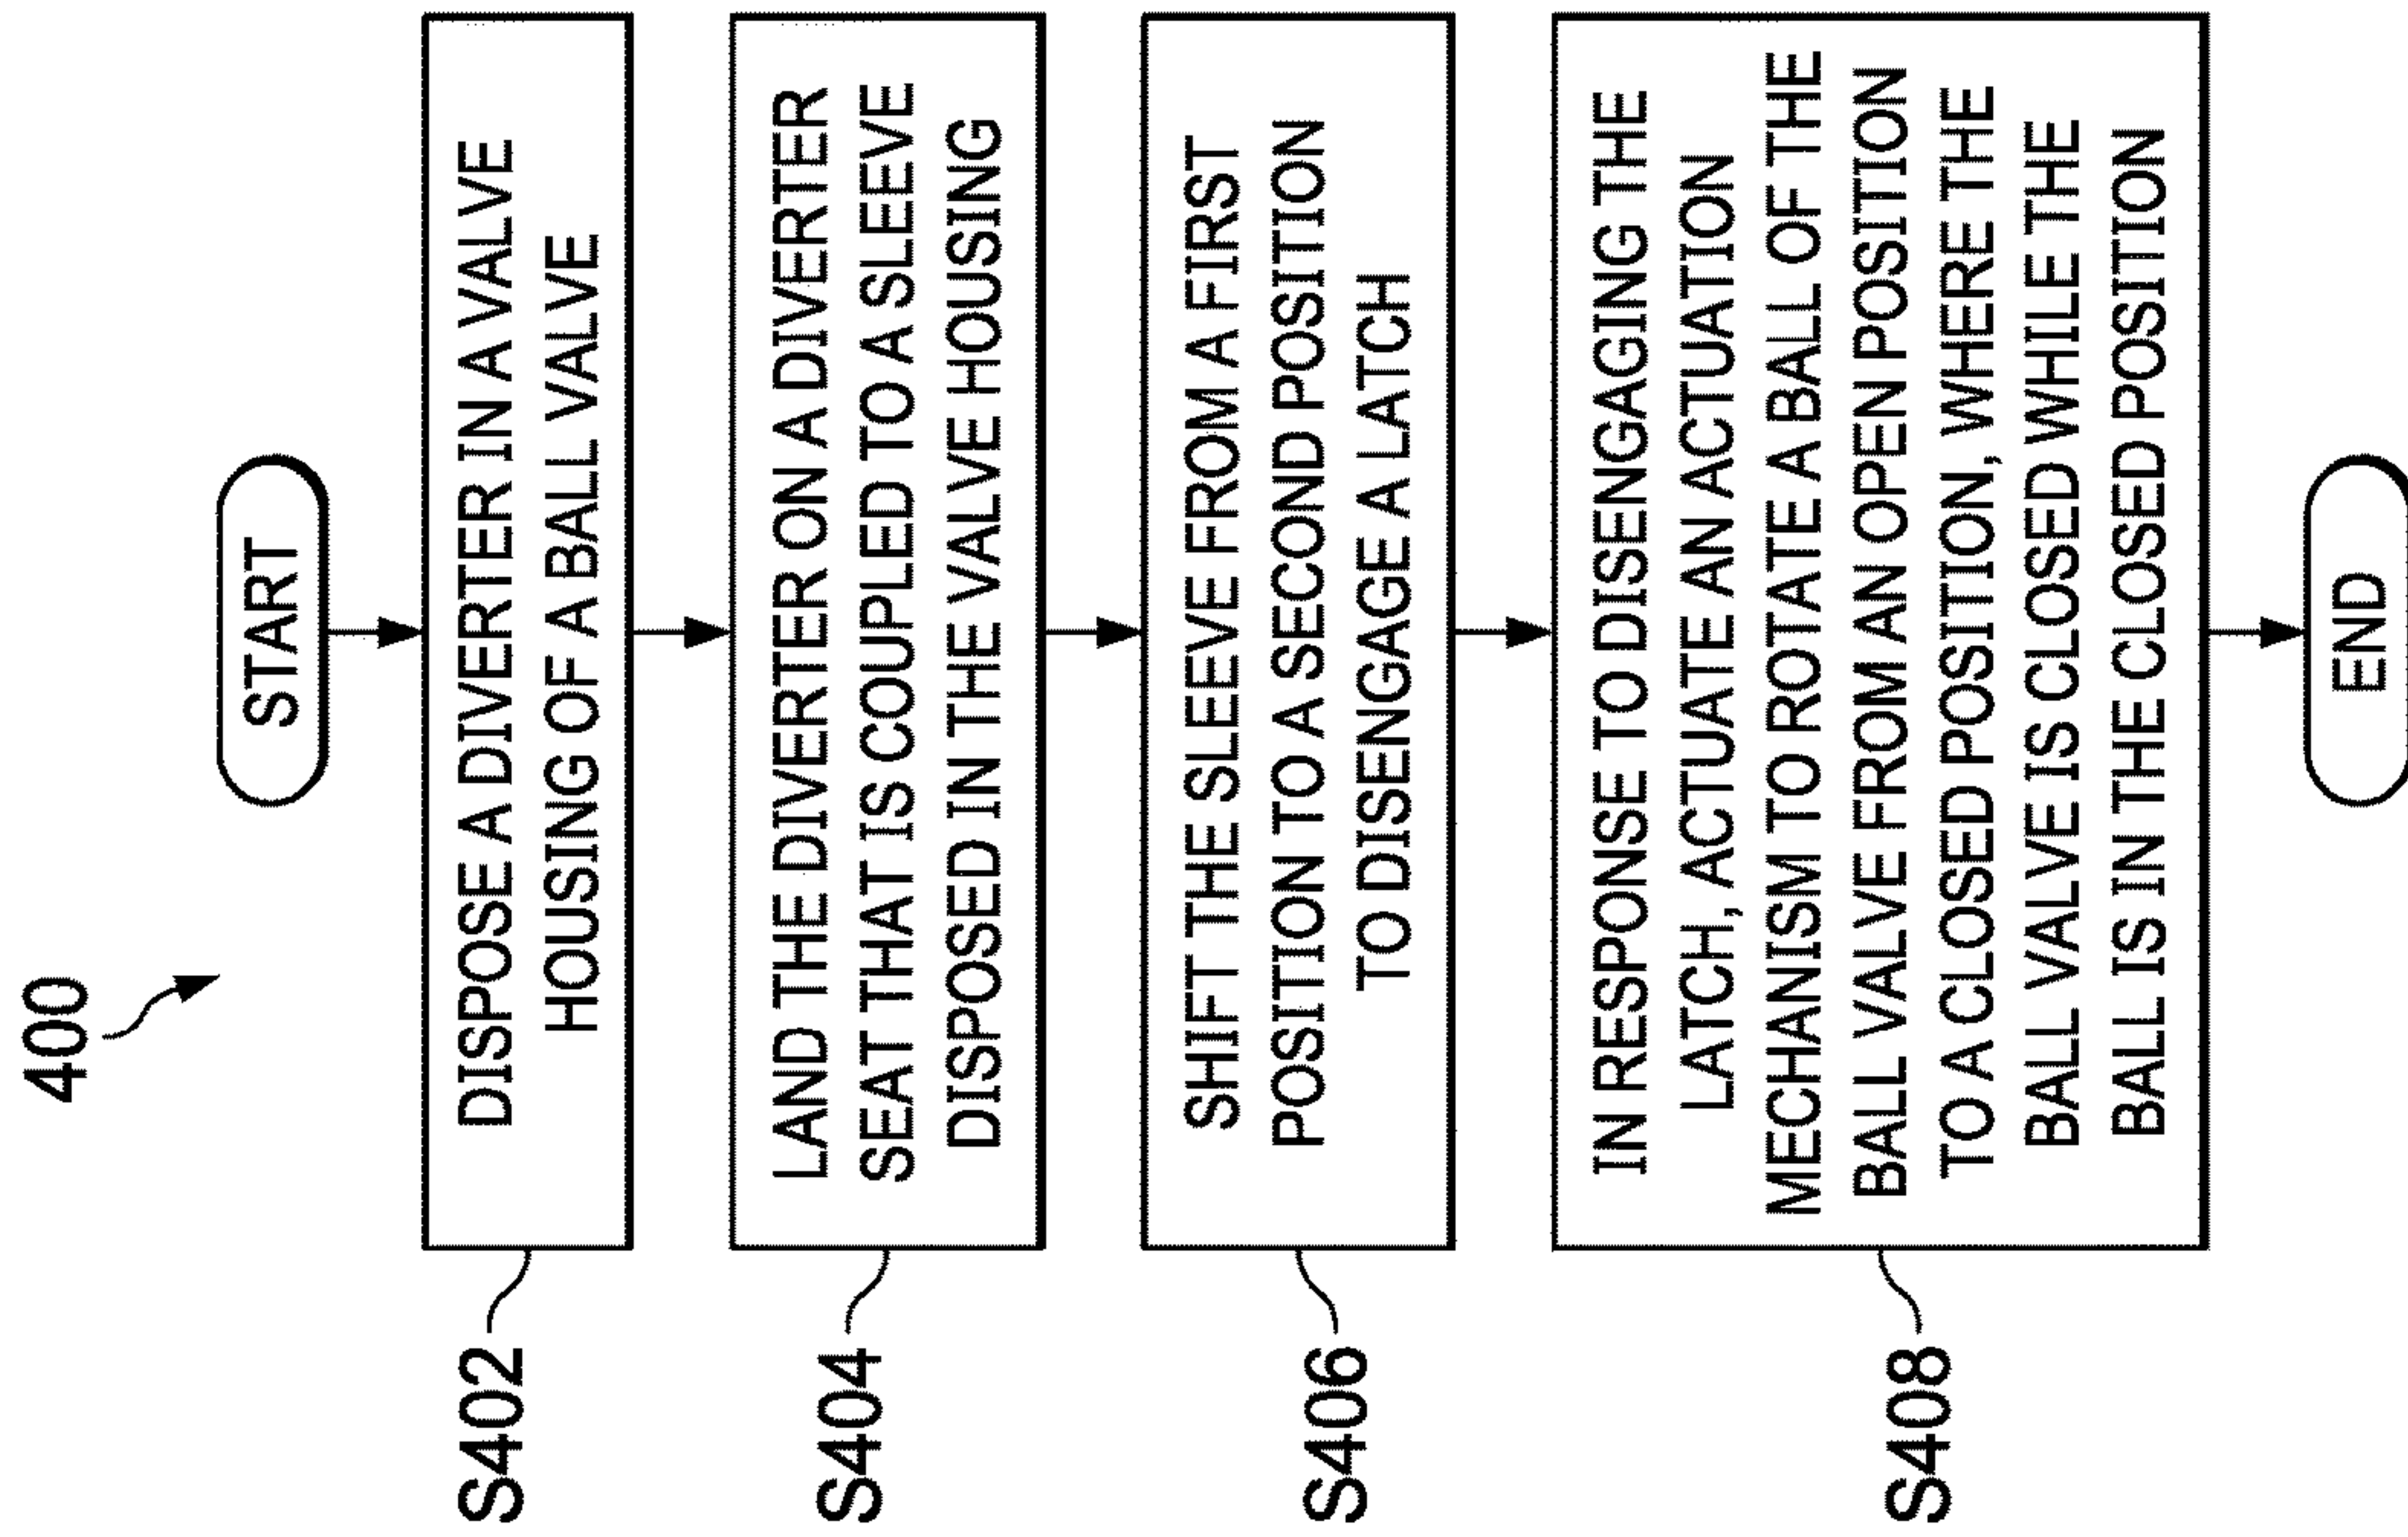 400
START
S402
DISPOSE A DIVERTER IN A VALVE
HOUSING OF A BALL VALVE
S404
LAND THE DIVERTER ON A DIVERTER
SEAT THAT IS COUPLED TO A SLEEVE
DISPOSED IN THE VALVE HOUSING
S406
SHIFT THE SLEEVE FROM A FIRST
POSITION TO A SECOND POSITION
TO DISENGAGE A LATCH
S408
IN RESPONSE TO DISENGAGING THE
LATCH, ACTUATE AN ACTUATION
MECHANISM TO ROTATE A BALL OF THE
BALL VALVE FROM AN OPEN POSITION
TO A CLOSED POSITION, WHERE THE
BALL VALVE IS CLOSED WHILE THE
BALL IS IN THE CLOSED POSITION
END